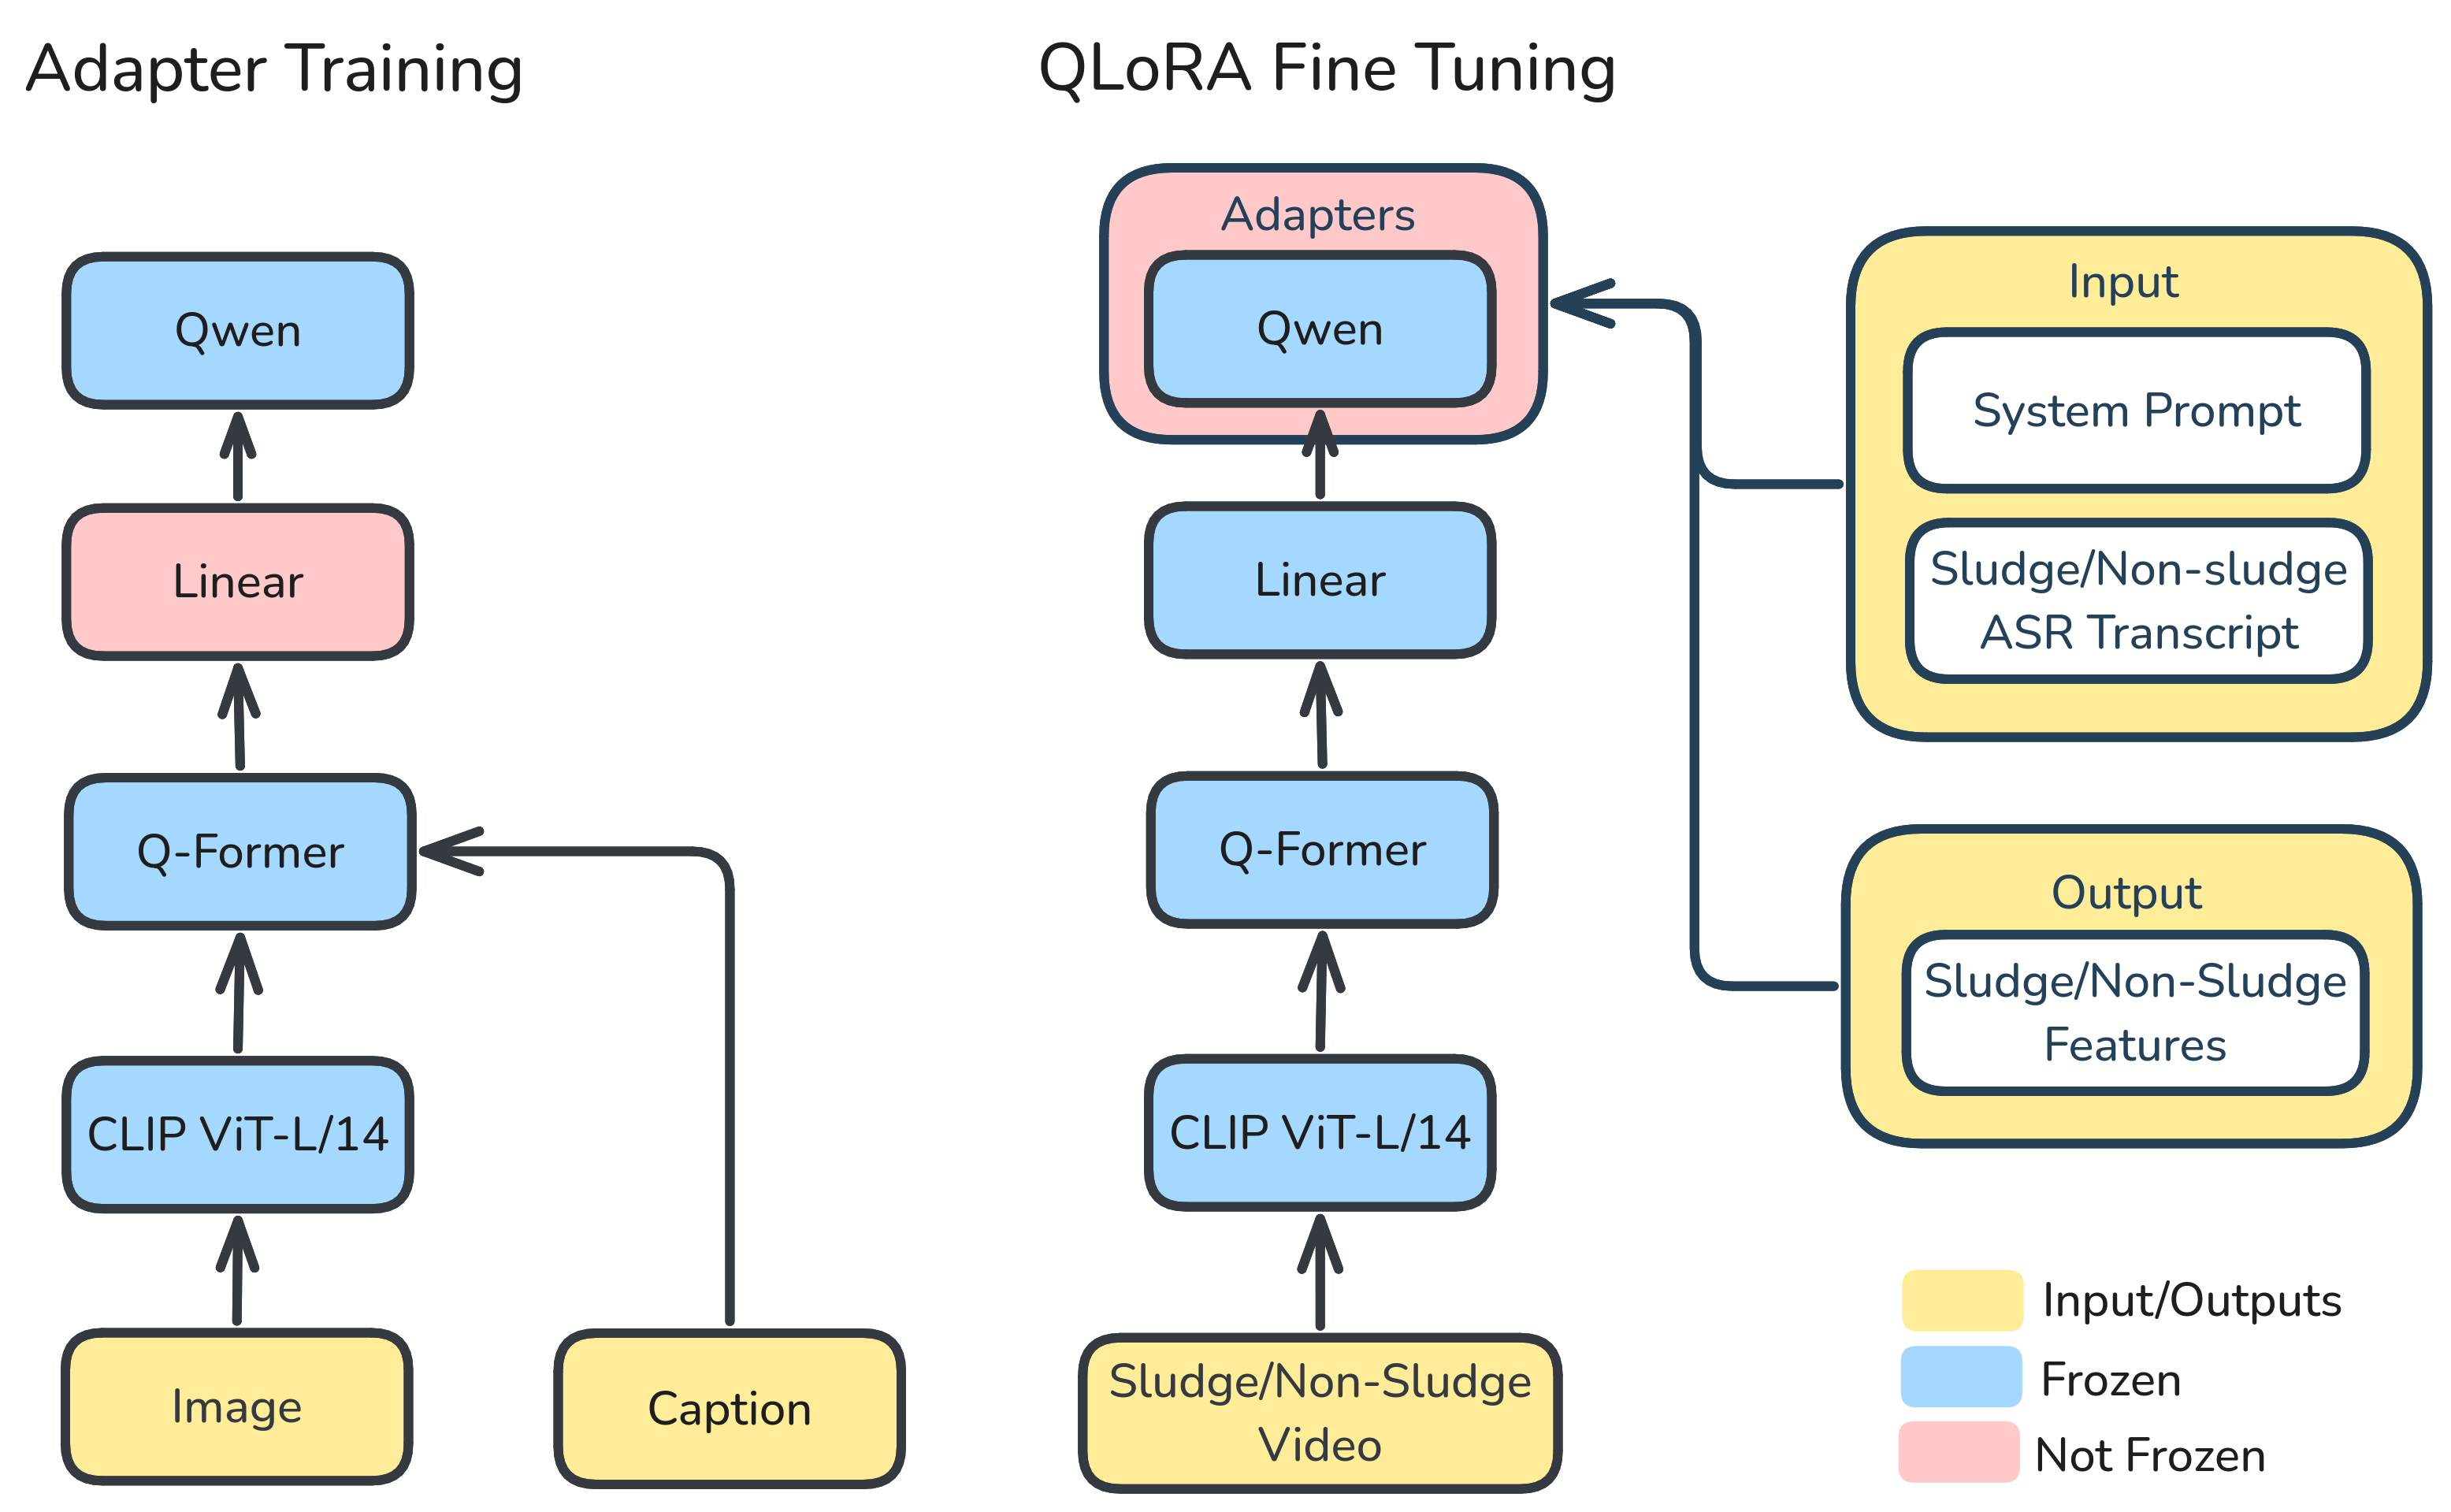 Adapter Training
Qwen
Linear
Q-Former
CLIP ViT-L/14
Image
Caption
QLoRA Fine Tuning
Adapters
Qwen
Linear
Q-Former
CLIP ViT-L/14
Sludge/Non-Sludge
Video
Input
System Prompt
Sludge/Non-sludge
ASR Transcript
Output
Sludge/Non-Sludge
Features
Input/Outputs
Frozen
Not Frozen